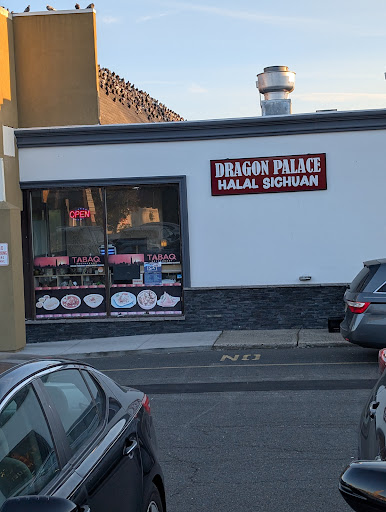 DRAGON PALACE
HALAL SICHUAN
OPEN
TABAQ
TABAQ
NO